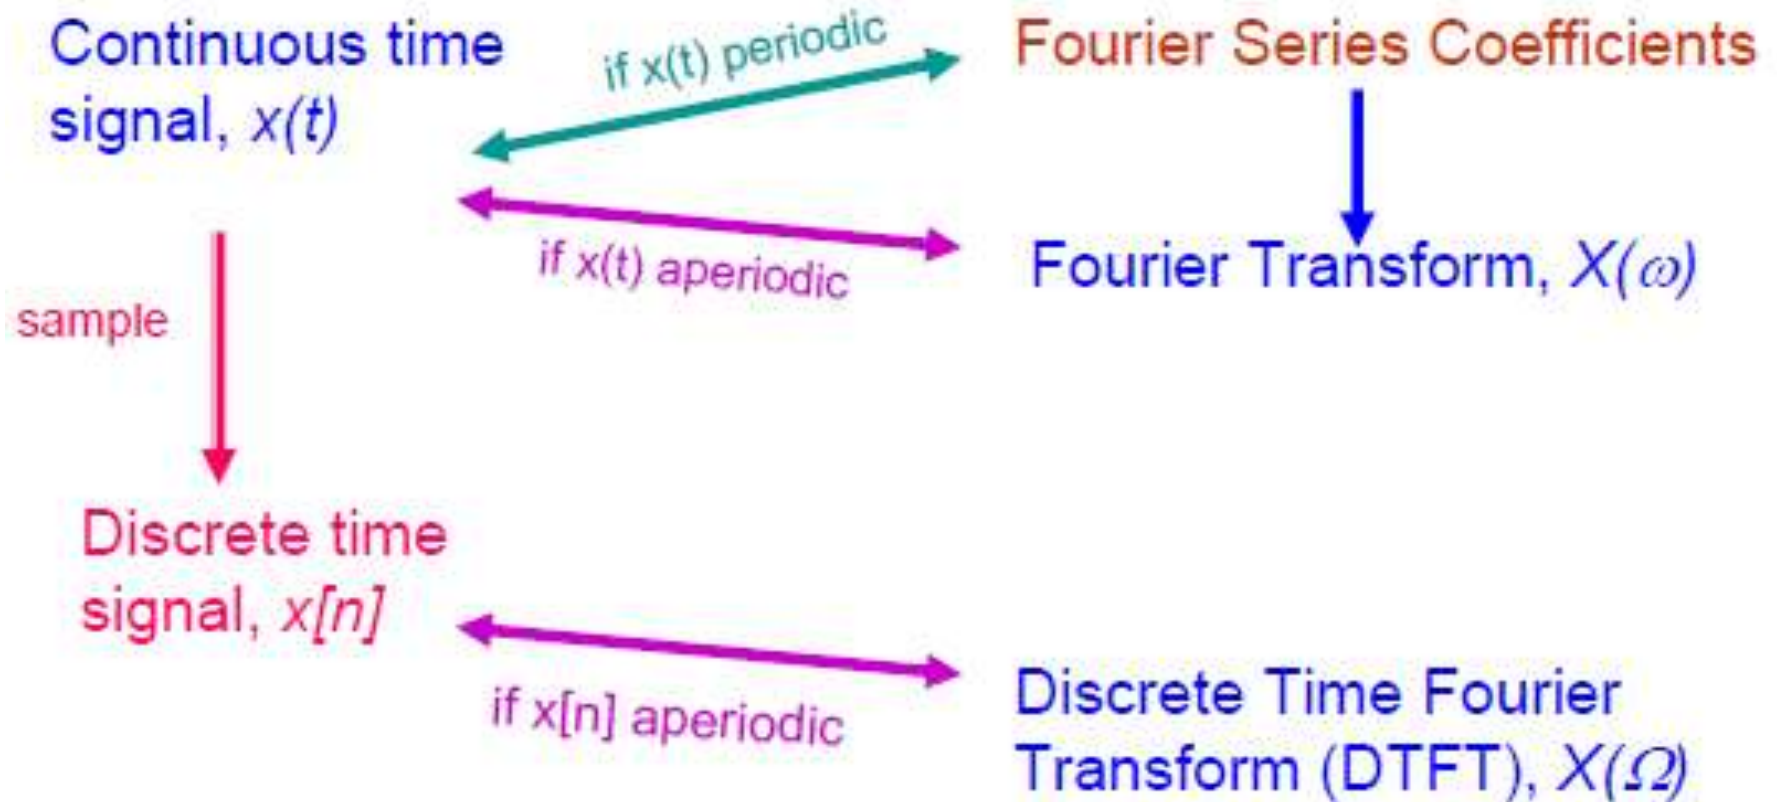 Continuous time
signal, x(t)
if x(t) periodic
Fourier Series Coefficients
if x(t) aperiodic
Fourier Transform, X(ω)
sample
Discrete time
signal, x[n]
if x[n] aperiodic
Discrete Time Fourier
Transform (DTFT), X(Ω)